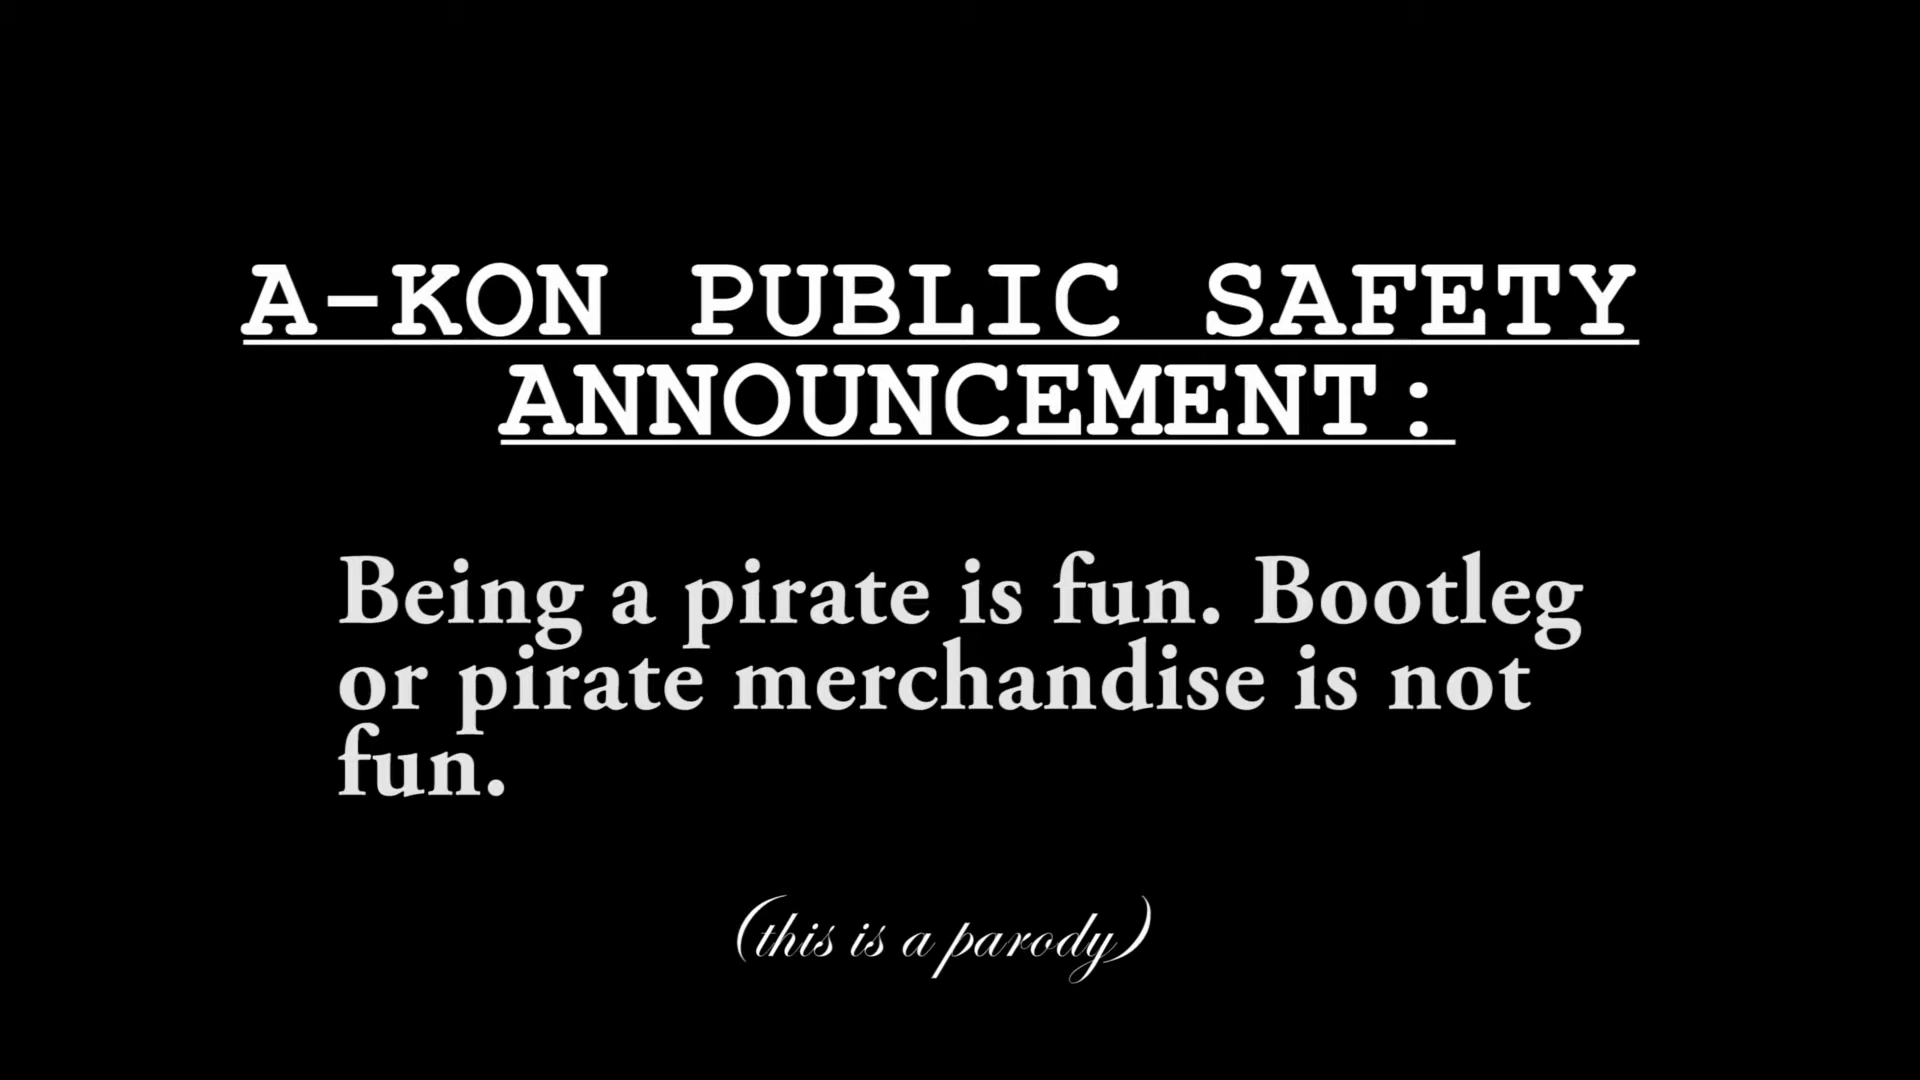 A-KON PUBLIC SAFETY
ANNOUNCEMENT:
Being a pirate is fun. Bootleg
or pirate merchandise is not
fun.
(this is a parody)